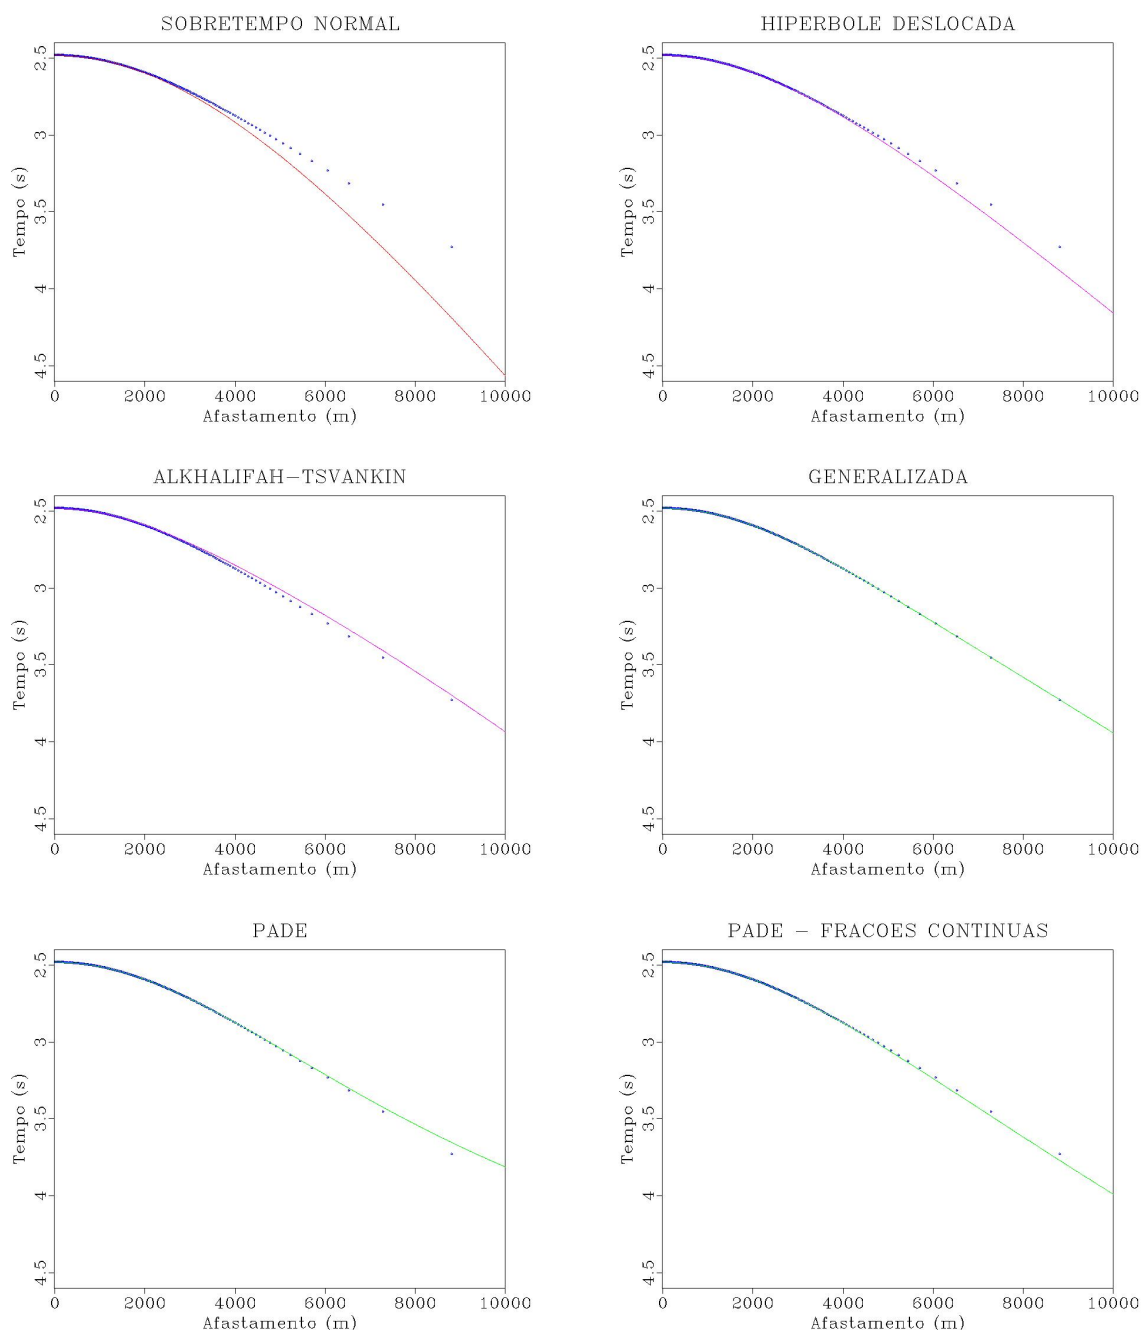 SOBRETEMPO NORMAL
2.5
3
3.5
4
4.5
Tempo (s)
0 2000 4000 6000 8000 10000
Afastamento (m)
HIPERBOLE DESLOCADA
2.5
3
3.5
4
4.5
Tempo (s)
0 2000 4000 6000 8000 10000
Afastamento (m)
ALKHALIFAH-TSVANKIN
2.5
3
3.5
4
4.5
Tempo (s)
0 2000 4000 6000 8000 10000
Afastamento (m)
GENERALIZADA
2.5
3
3.5
4
4.5
Tempo (s)
0 2000 4000 6000 8000 10000
Afastamento (m)
PADE
2.5
3
3.5
4
4.5
Tempo (s)
0 2000 4000 6000 8000 10000
Afastamento (m)
PADE - FRACOES CONTINUAS
2.5
3
3.5
4
4.5
Tempo (s)
0 2000 4000 6000 8000 10000
Afastamento (m)